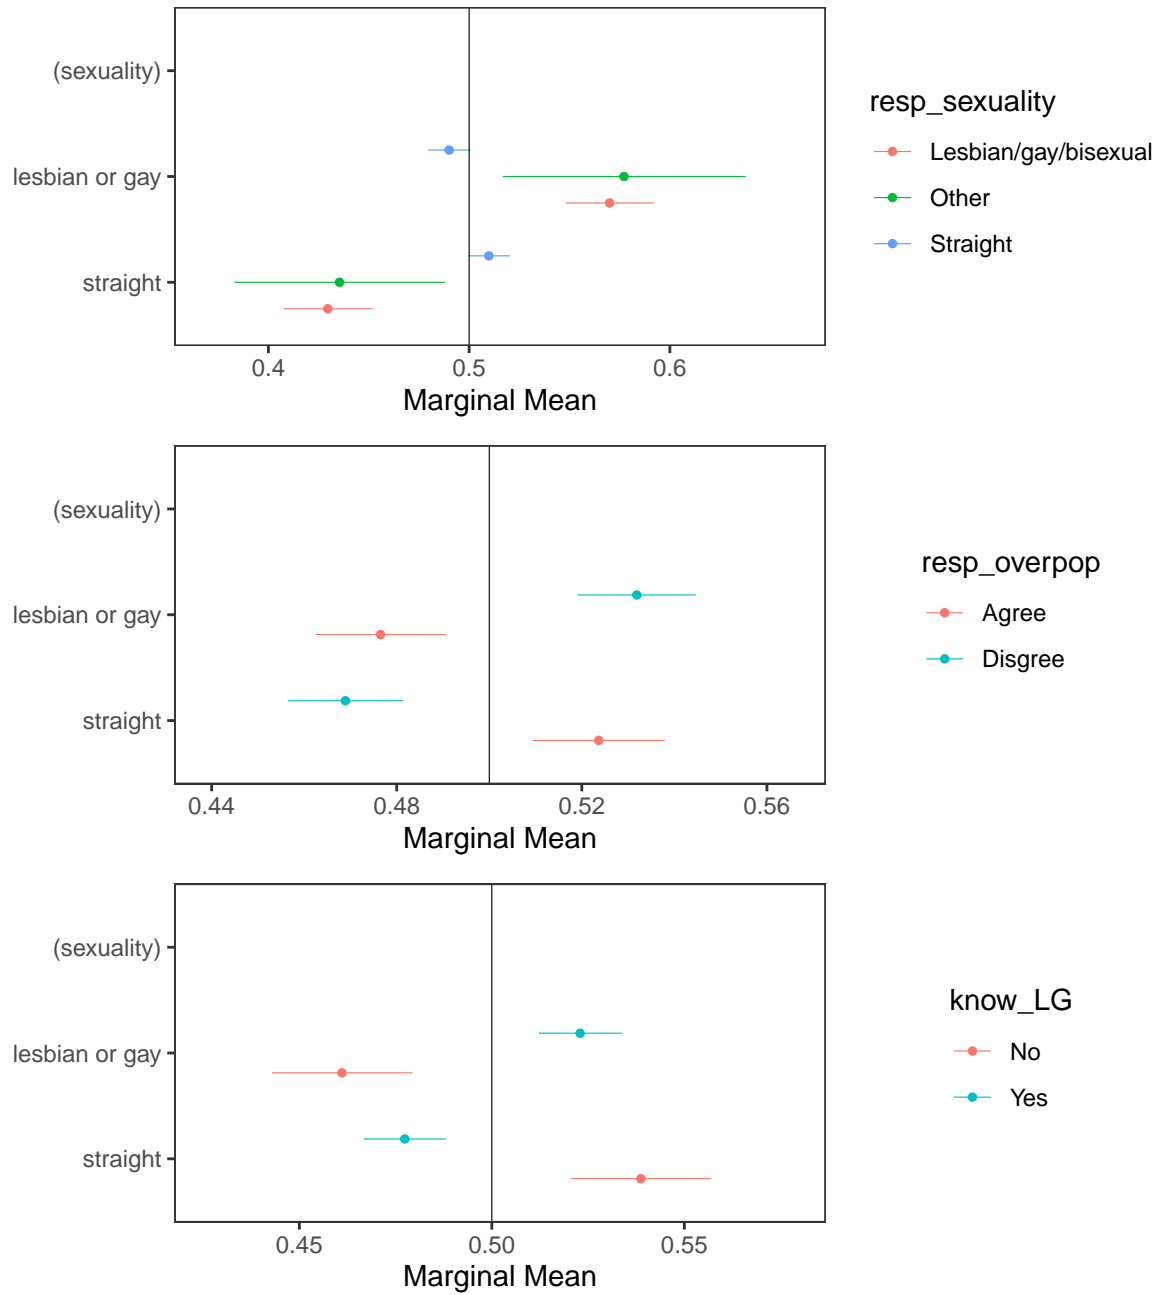 (sexuality)
lesbian or gay
straight
0.4 0.5 0.6
Marginal Mean
resp_sexuality
Lesbian/gay/bisexual
Other
Straight
(sexuality)
lesbian or gay
straight
0.44 0.48 0.52 0.56
Marginal Mean
resp_overpop
Agree
Disgree
(sexuality)
lesbian or gay
straight
0.45 0.50 0.55
Marginal Mean
know_LG
No
Yes